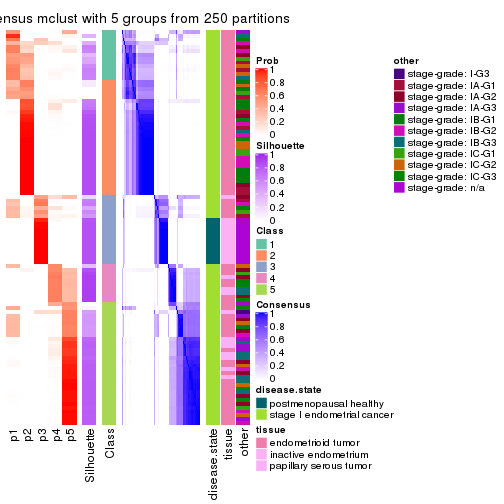 ensus mclust with 5 groups from 250 partitions
p1
p2
p3
p4
p5
Silhouette
Class
disease.state
tissue
other
Prob
1
0.8
0.6
0.4
0.2
0
Silhouette
1
0.8
0.6
0.4
0.2
0
Class
1
2
3
4
5
Consensus
1
0.8
0.6
0.4
0.2
0
disease.state
postmenopausal healthy
stage I endometrial cancer
tissue
endometrioid tumor
inactive endometrium
papillary serous tumor
other
stage-grade: I-G3
stage-grade: IA-G1
stage-grade: IA-G2
stage-grade: IA-G3
stage-grade: IB-G1
stage-grade: IB-G2
stage-grade: IB-G3
stage-grade: IC-G1
stage-grade: IC-G2
stage-grade: IC-G3
stage-grade: n/a